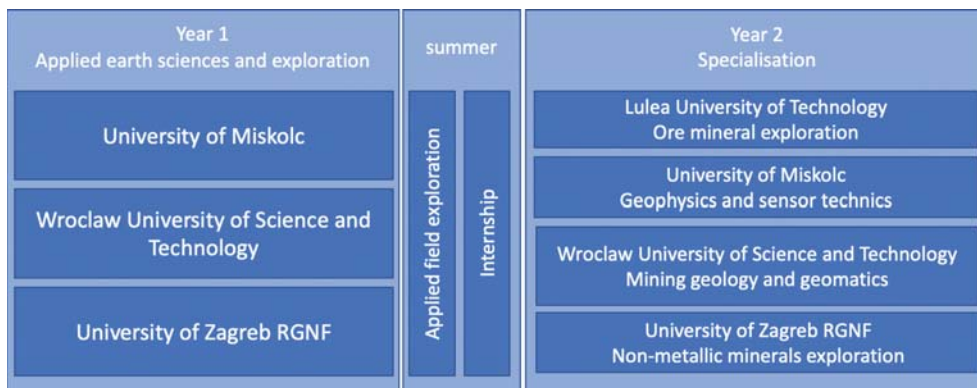 Year 1
Applied earth sciences and exploration
University of Miskolc
Wroclaw University of Science and
Technology
University of Zagreb RGNF
summer
Applied field exploration
Internship
Year 2
Specialisation
Lulea University of Technology
Ore mineral exploration
University of Miskolc
Geophysics and sensor technics
Wroclaw University of Science and Technology
Mining geology and geomatics
University of Zagreb RGNF
Non-metallic minerals exploration